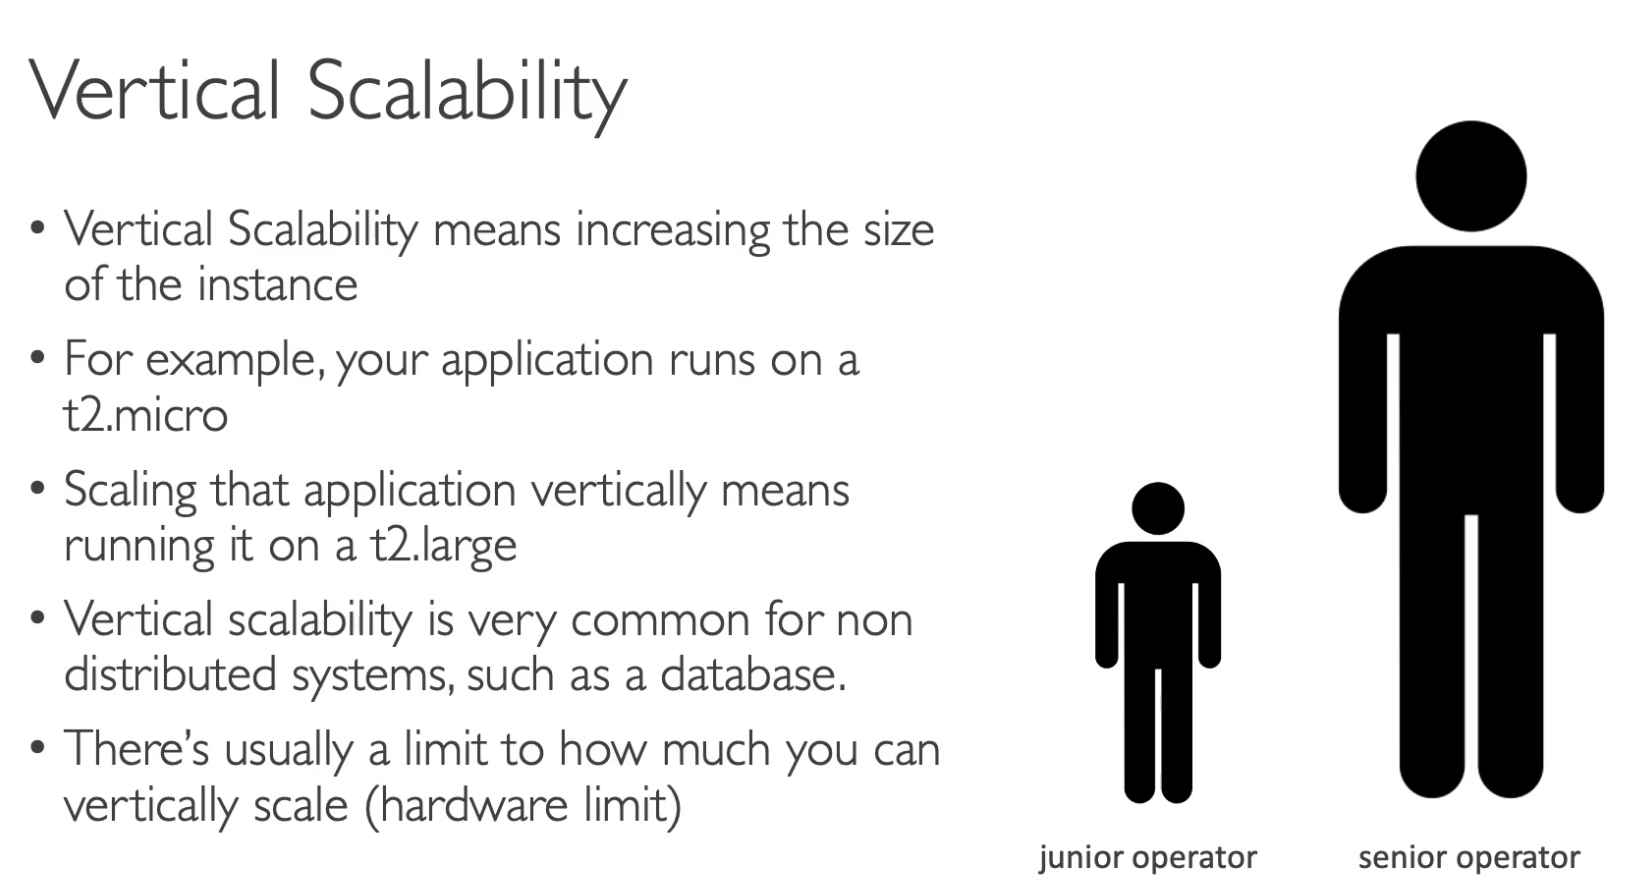 Vertical Scalability
• Vertical Scalability means increasing the size
of the instance
• For example, your application runs on a
t2.micro
• Scaling that application vertically means
running it on a t2.large
• Vertical scalability is very common for non
distributed systems, such as a database.
• There’s usually a limit to how much you can
vertically scale (hardware limit)
junior operator
senior operator